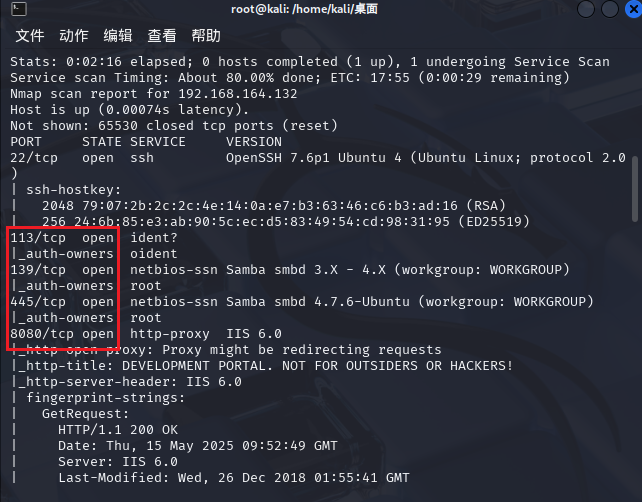 root@kali: /home/kali/桌面
文件 动作 编辑 查看 帮助
Stats: 0:02:16 elapsed; 0 hosts completed (1 up), 1 undergoing Service Scan
Service scan Timing: About 80.00% done; ETC: 17:55 (0:00:29 remaining)
Nmap scan report for 192.168.164.132
Host is up (0.00074s latency).
Not shown: 65530 closed tcp ports (reset)
PORT     STATE SERVICE     VERSION
22/tcp   open  ssh         OpenSSH 7.6p1 Ubuntu 4 (Ubuntu Linux; protocol 2.0
)
| ssh-hostkey:
|   2048 79:07:2b:2c:2c:4e:14:0a:e7:b3:63:46:c6:b3:ad:16 (RSA)
|   256 24:6b:85:e3:ab:90:5c:ec:d5:83:49:54:cd:98:31:95 (ED25519)
113/tcp  open  ident?
|_auth-owners: oident
139/tcp  open  netbios-ssn Samba smbd 3.X - 4.X (workgroup: WORKGROUP)
|_auth-owners: root
445/tcp  open  netbios-ssn Samba smbd 4.7.6-Ubuntu (workgroup: WORKGROUP)
|_auth-owners: root
8080/tcp open  http-proxy  IIS 6.0
|_http-open-proxy: Proxy might be redirecting requests
|_http-title: DEVELOPMENT PORTAL. NOT FOR OUTSIDERS OR HACKERS!
|_http-server-header: IIS 6.0
| fingerprint-strings:
|   GetRequest:
|     HTTP/1.1 200 OK
|     Date: Thu, 15 May 2025 09:52:49 GMT
|     Server: IIS 6.0
|     Last-Modified: Wed, 26 Dec 2018 01:55:41 GMT